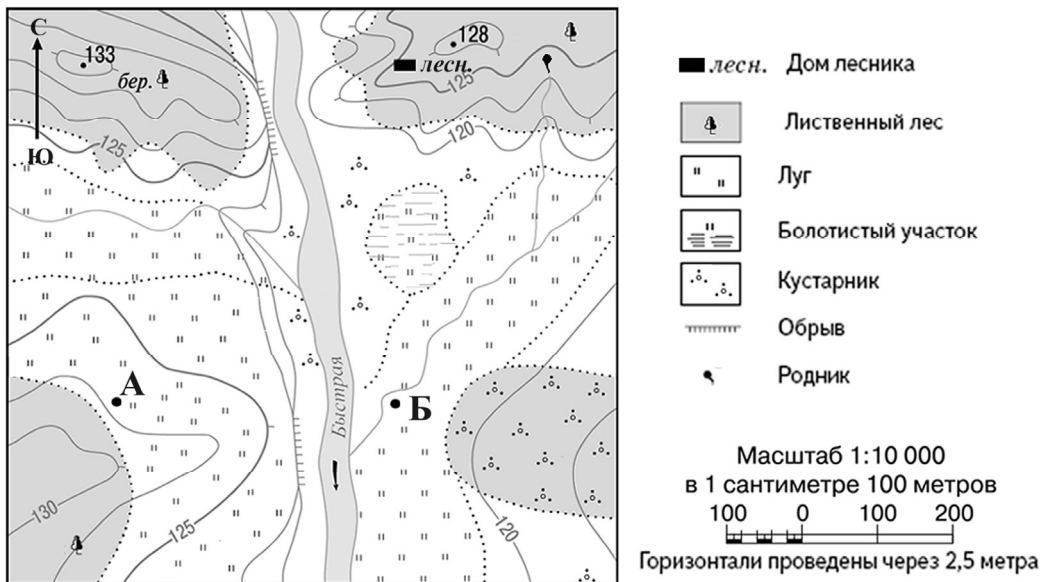 С
133
бер.
Ю
125
128
лесн.
125
120
А
Б
Быстрая
130
125
120
лесн. Дом лесника
Лиственный лес
Луг
Болотистый участок
Кустарник
Обрыв
Родник
Масштаб 1:10 000
в 1 сантиметре 100 метров
100 0 100 200
Горизонтали проведены через 2,5 метра